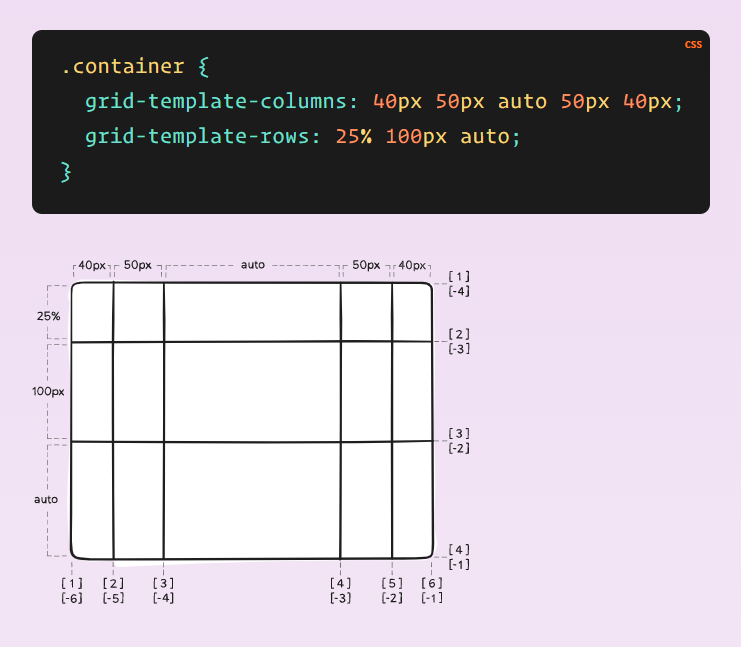 css
.container {
grid-template-columns: 40px 50px auto 50px 40px;
grid-template-rows: 25% 100px auto;
}
40px 50px auto 50px 40px
[1]
[-4]
25%
[2]
[-3]
100px
[3]
[-2]
auto
[4]
[-1]
[1] [2] [3] [4] [5] [6]
[-6] [-5] [-4] [-3] [-2] [-1]